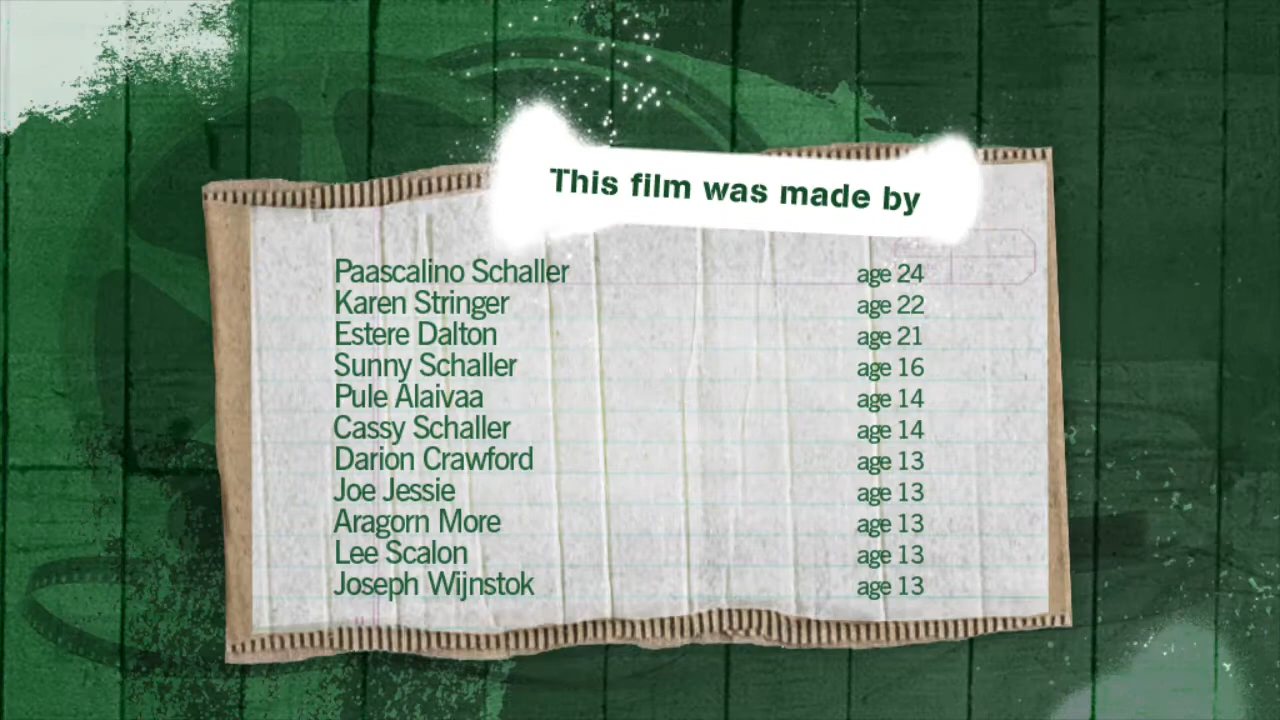 This film was made by
Paascalino Schaller age 24
Karen Stringer age 22
Estere Dalton age 21
Sunny Schaller age 16
Pule Alaivaa age 14
Cassy Schaller age 14
Darion Crawford age 13
Joe Jessie age 13
Aragorn More age 13
Lee Scalon age 13
Joseph Wijnstok age 13